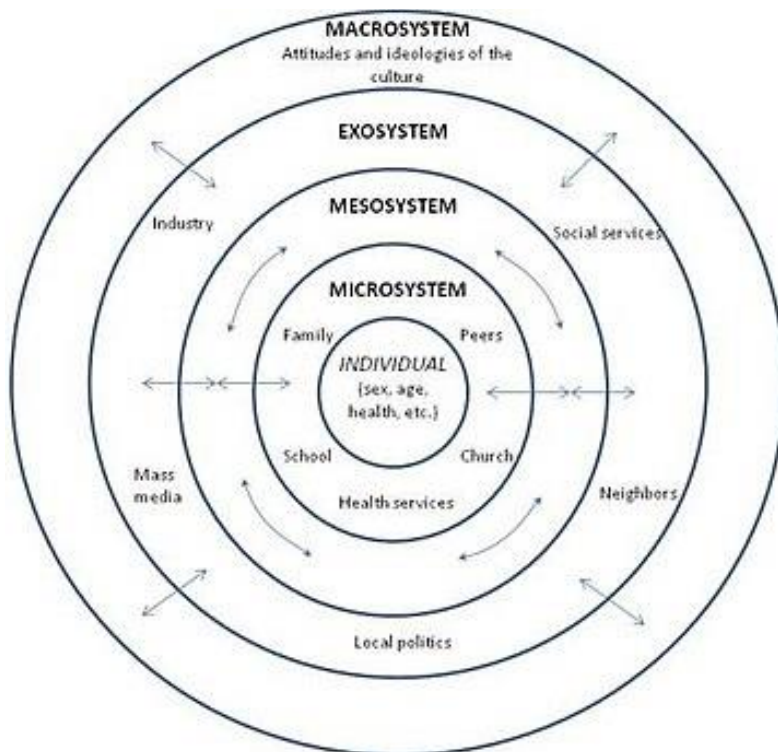 MACROSYSTEM
Attitudes and ideologies of the
culture
EXOSYSTEM
MESOSYSTEM
Industry
Social services
MICROSYSTEM
Family
Peers
INDIVIDUAL
{sex, age,
health, etc.}
School
Church
Mass
media
Health services
Neighbors
Local politics